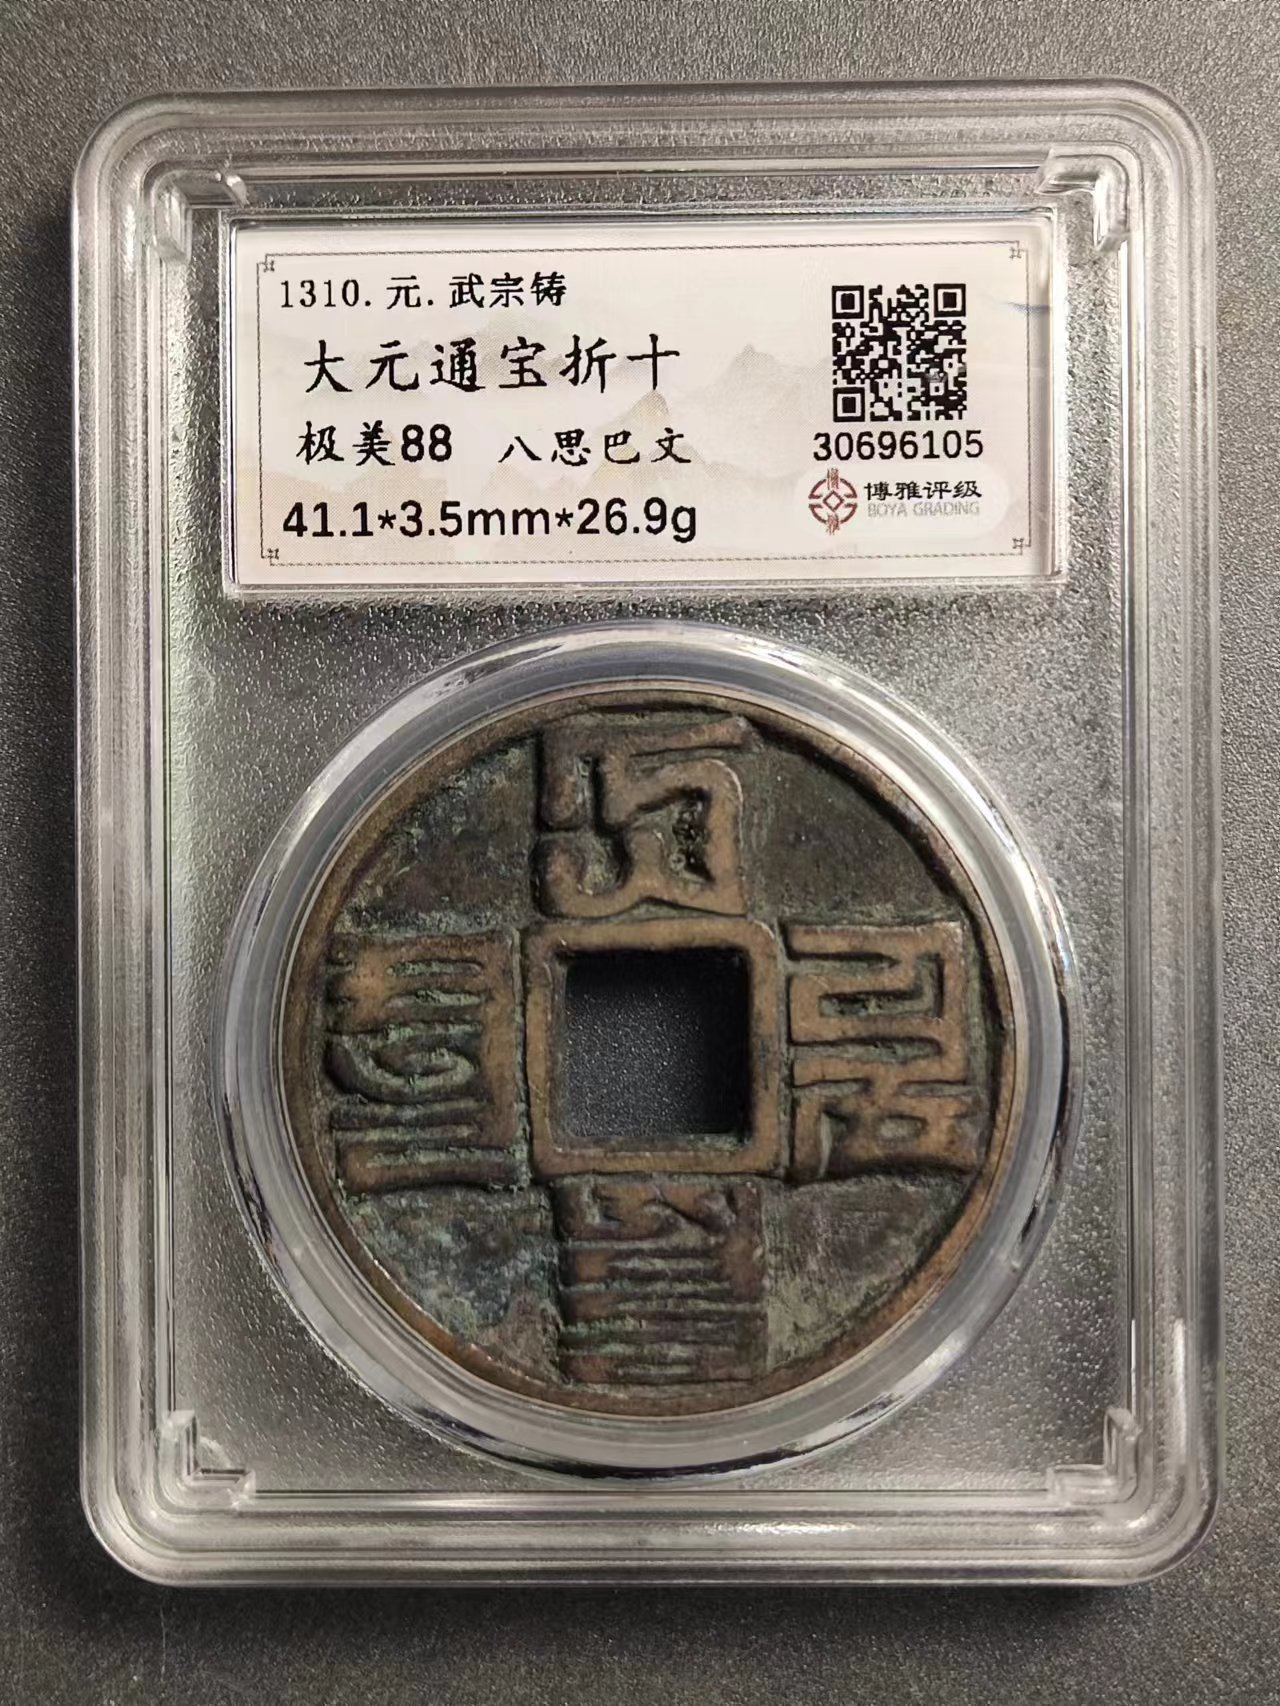 1310.元.武宗铸
大元通宝折十
极美88 八思巴文
41.1*3.5mm*26.9g
30696105
博雅评级
BOYA GRADING